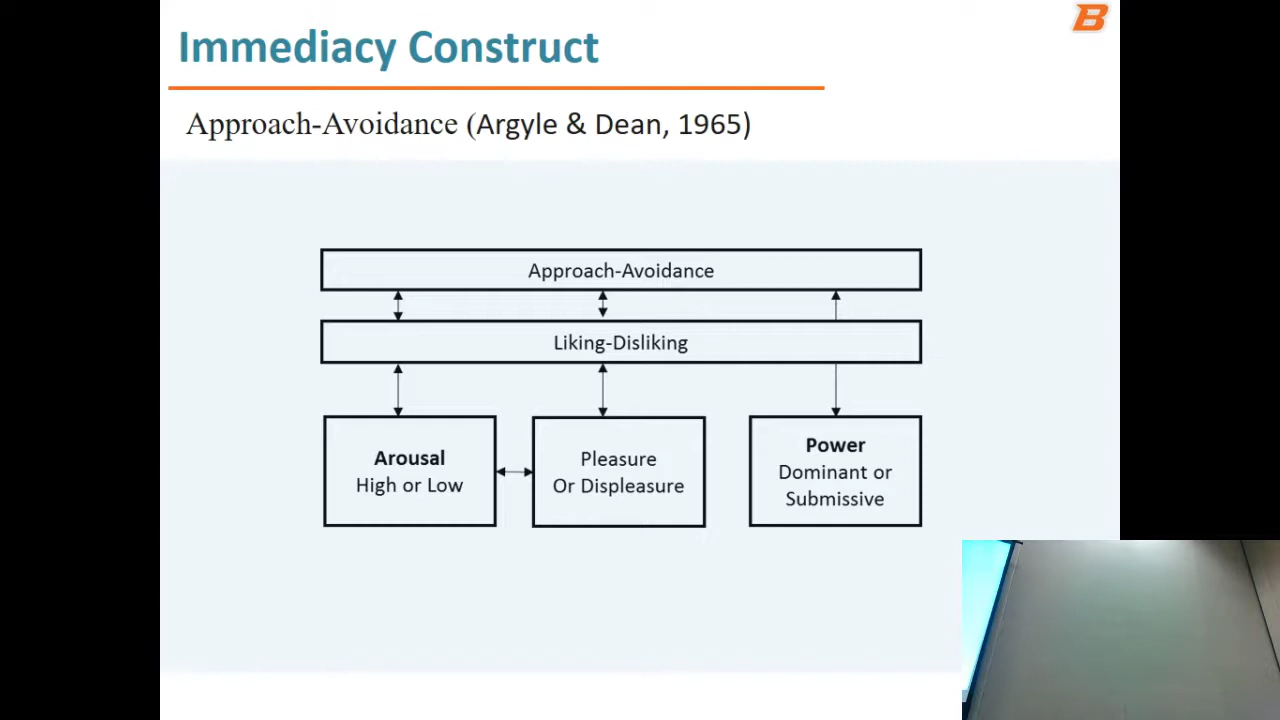 B
Immediacy Construct
Approach-Avoidance (Argyle & Dean, 1965)
Approach-Avoidance
Liking-Disliking
Arousal
High or Low
Pleasure
Or Displeasure
Power
Dominant or
Submissive